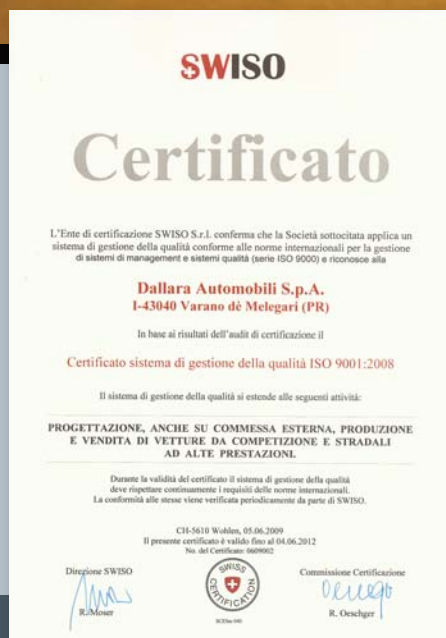 SWISO
Certificato
L'Ente di certificazione SWISO S.r.l. conferma che la Società sottocitata applica un
sistema di gestione della qualità conforme alle norme internazionali per la gestione
di sistemi di management e sistemi qualità (serie ISO 9000) e riconosce alla
Dallara Automobili S.p.A.
I-43040 Varano dè Melegari (PR)
In base ai risultati dell'audit di certificazione il
Certificato sistema di gestione della qualità ISO 9001:2008
Il sistema di gestione della qualità si estende alle seguenti attività:
PROGETTAZIONE, ANCHE SU COMMESSA ESTERNA, PRODUZIONE
E VENDITA DI VETTURE DA COMPETIZIONE E STRADALI
AD ALTE PRESTAZIONI.
Durante la validità del certificato il sistema di gestione della qualità
deve rispettare continuamente i requisiti delle norme internazionali.
La conformità alle stesse viene verificata periodicamente da parte di SWISO.
CH-5610 Wohlen, 05.06.2009
Il presente certificato è valido fino al 04.06.2012
No. del Certificato: 0609002
Direzione SWISO
SWISS
CERTIFICATION
Commissione Certificazione
R. Moser
R. Oeschger